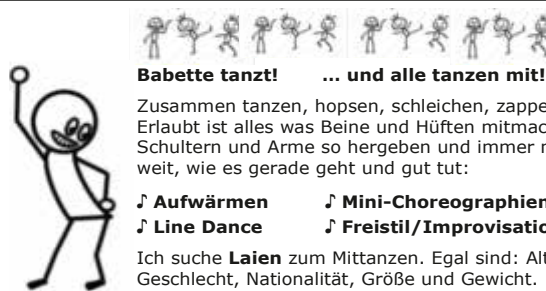 Babette tanzt! ... und alle tanzen mit!
Zusammen tanzen, hopsen, schleichen,
Erlaubt ist alles was Beine und Hüften
Schultern und Arme so hergeben und immer
weit, wie es gerade geht und gut tut:
♪ Aufwärmen ♪ Mini-Choreographien
♪ Line Dance
Ich suche Laien zum Mittanzen. Egal sind:
Geschlecht, Nationalität, Größe und Gewicht.